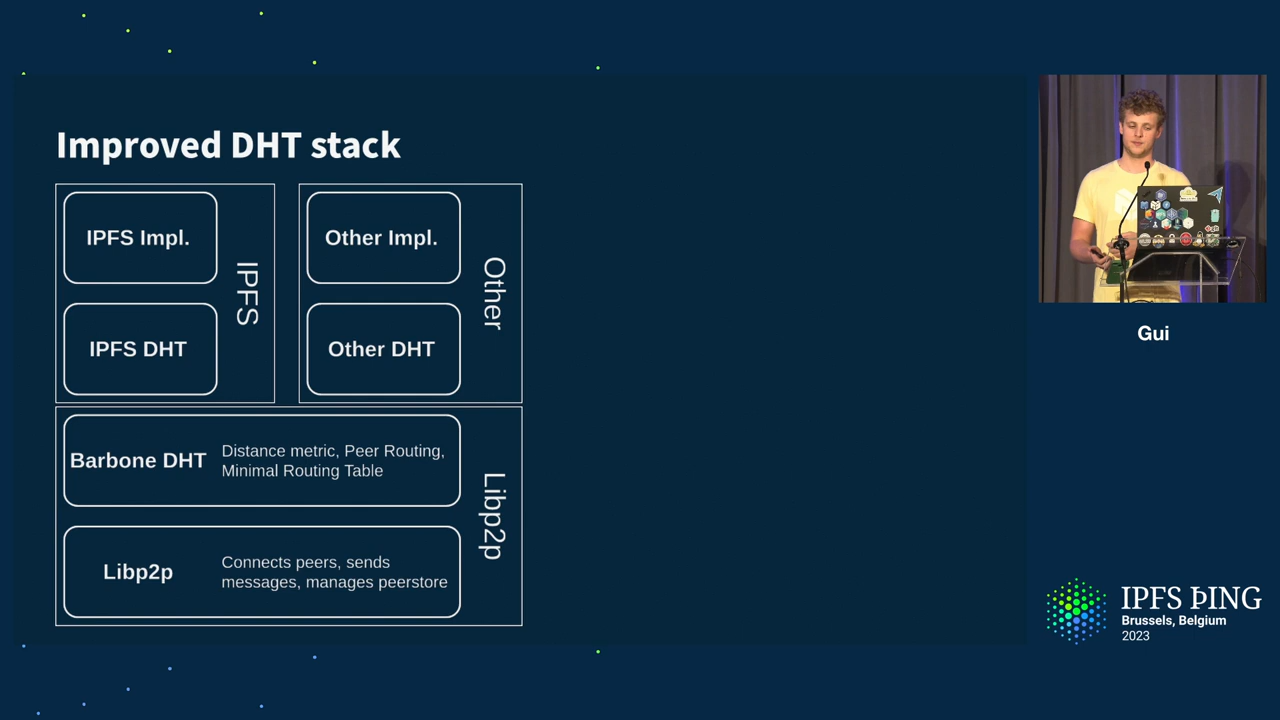 Improved DHT stack
IPFS Impl.
IPFS DHT
IPFS
Other Impl.
Other DHT
Other
Barbone DHT
Distance metric, Peer Routing,
Minimal Routing Table
Libp2p
Connects peers, sends
messages, manages peerstore
Libp2p
Gui
IPFS ÞING
Brussels, Belgium
2023